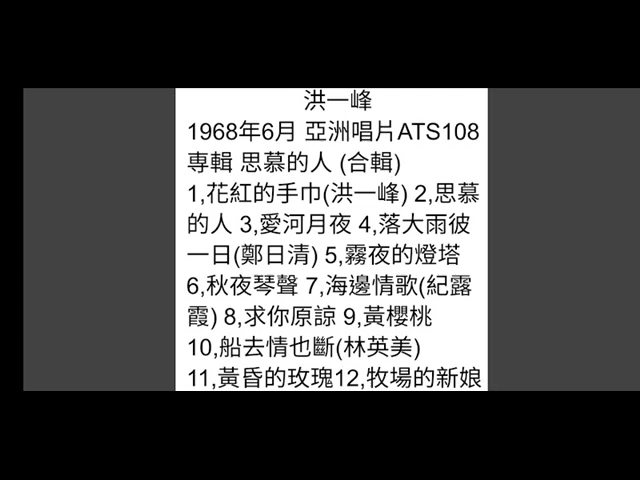 洪一峰
1968年6月 亞洲唱片ATS108
專輯 思慕的人 (合輯)
1,花紅的手巾(洪一峰) 2,思慕
的人 3,愛河月夜 4,落大雨彼
一日(鄭日清) 5,霧夜的燈塔
6,秋夜琴聲 7,海邊情歌(紀露
霞) 8,求你原諒 9,黃櫻桃
10,船去情也斷(林英美)
11,黃昏的玫瑰12,牧場的新娘